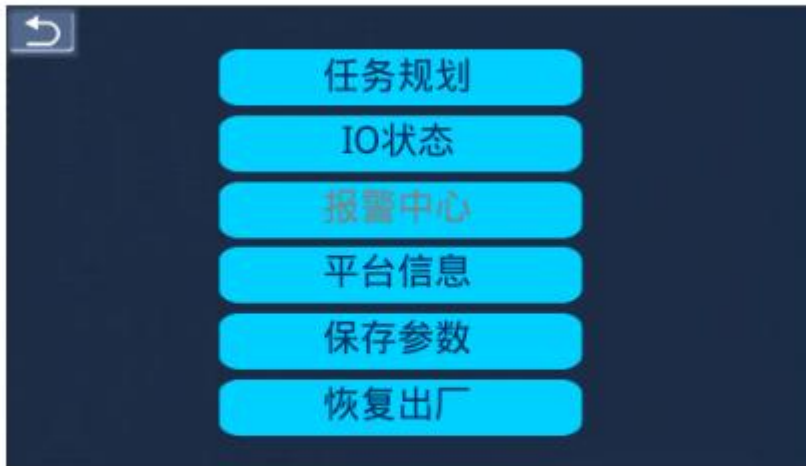 任务规划
IO状态
报警中心
平台信息
保存参数
恢复出厂